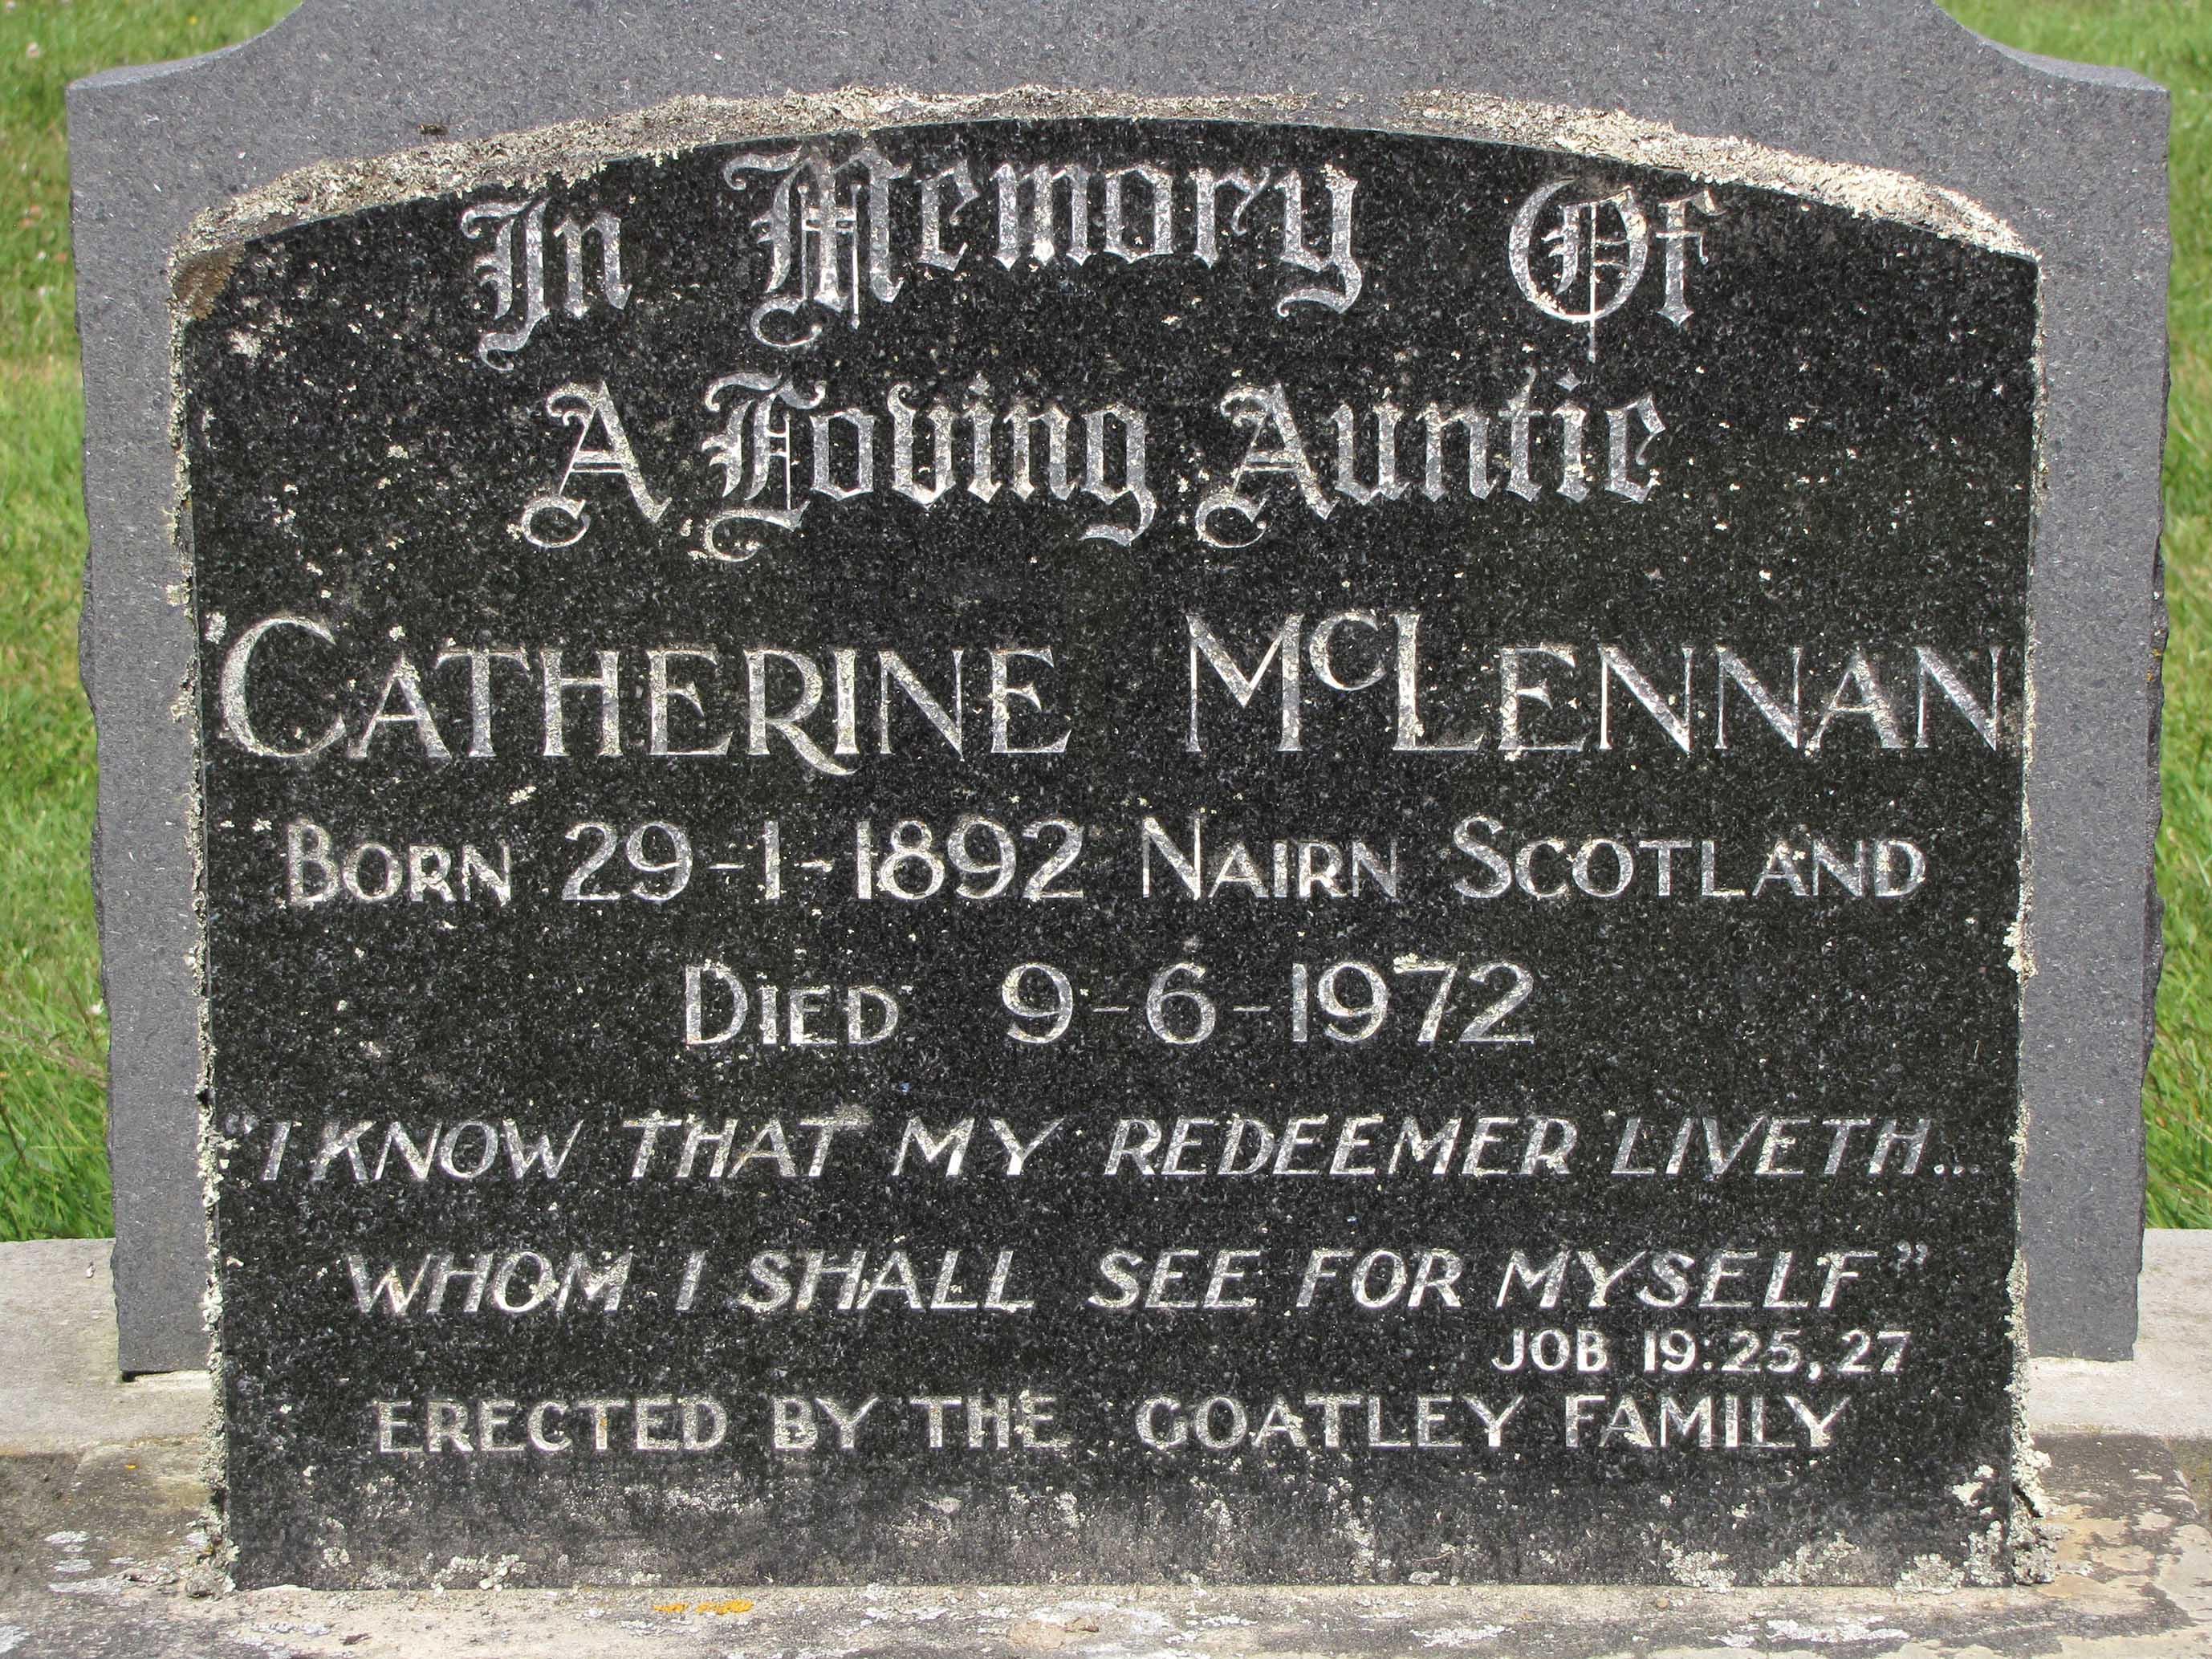 In Memory Of
A Loving Auntie
CATHERINE McLENNAN
BORN 29-1-1892 NAIRN SCOTLAND
DIED 9-6-1972
"I KNOW THAT MY REDEEMER LIVETH...
WHOM I SHALL SEE FOR MYSELF"
JOB 19:25,27
ERECTED BY THE GOATLEY FAMILY